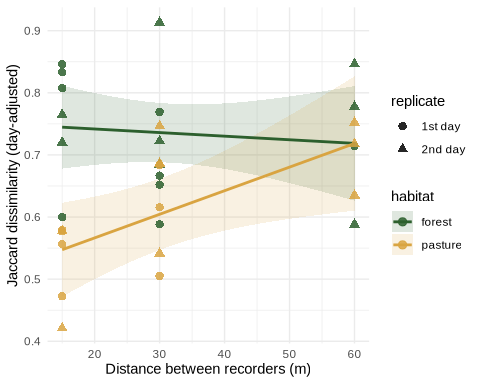 0.9
0.8
0.7
0.6
0.5
0.4
Jaccard dissimilarity (day-adjusted)
20 30 40 50 60
Distance between recorders (m)
replicate
1st day
2nd day
habitat
forest
pasture